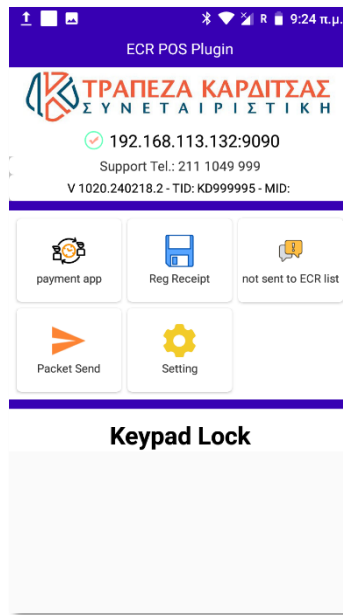 R 9:24 π.μ.
ECR POS Plugin
ΤΡΑΠΕΖΑ ΚΑΡΔΙΤΣΑΣ
ΣΥΝΕΤΑΙΡΙΣΤΙΚΗ
192.168.113.132:9090
Support Tel.: 211 1049 999
V 1020.240218.2 - TID: KD999995 - MID:
payment app
Reg Receipt
not sent to ECR list
Packet Send
Setting
Keypad Lock